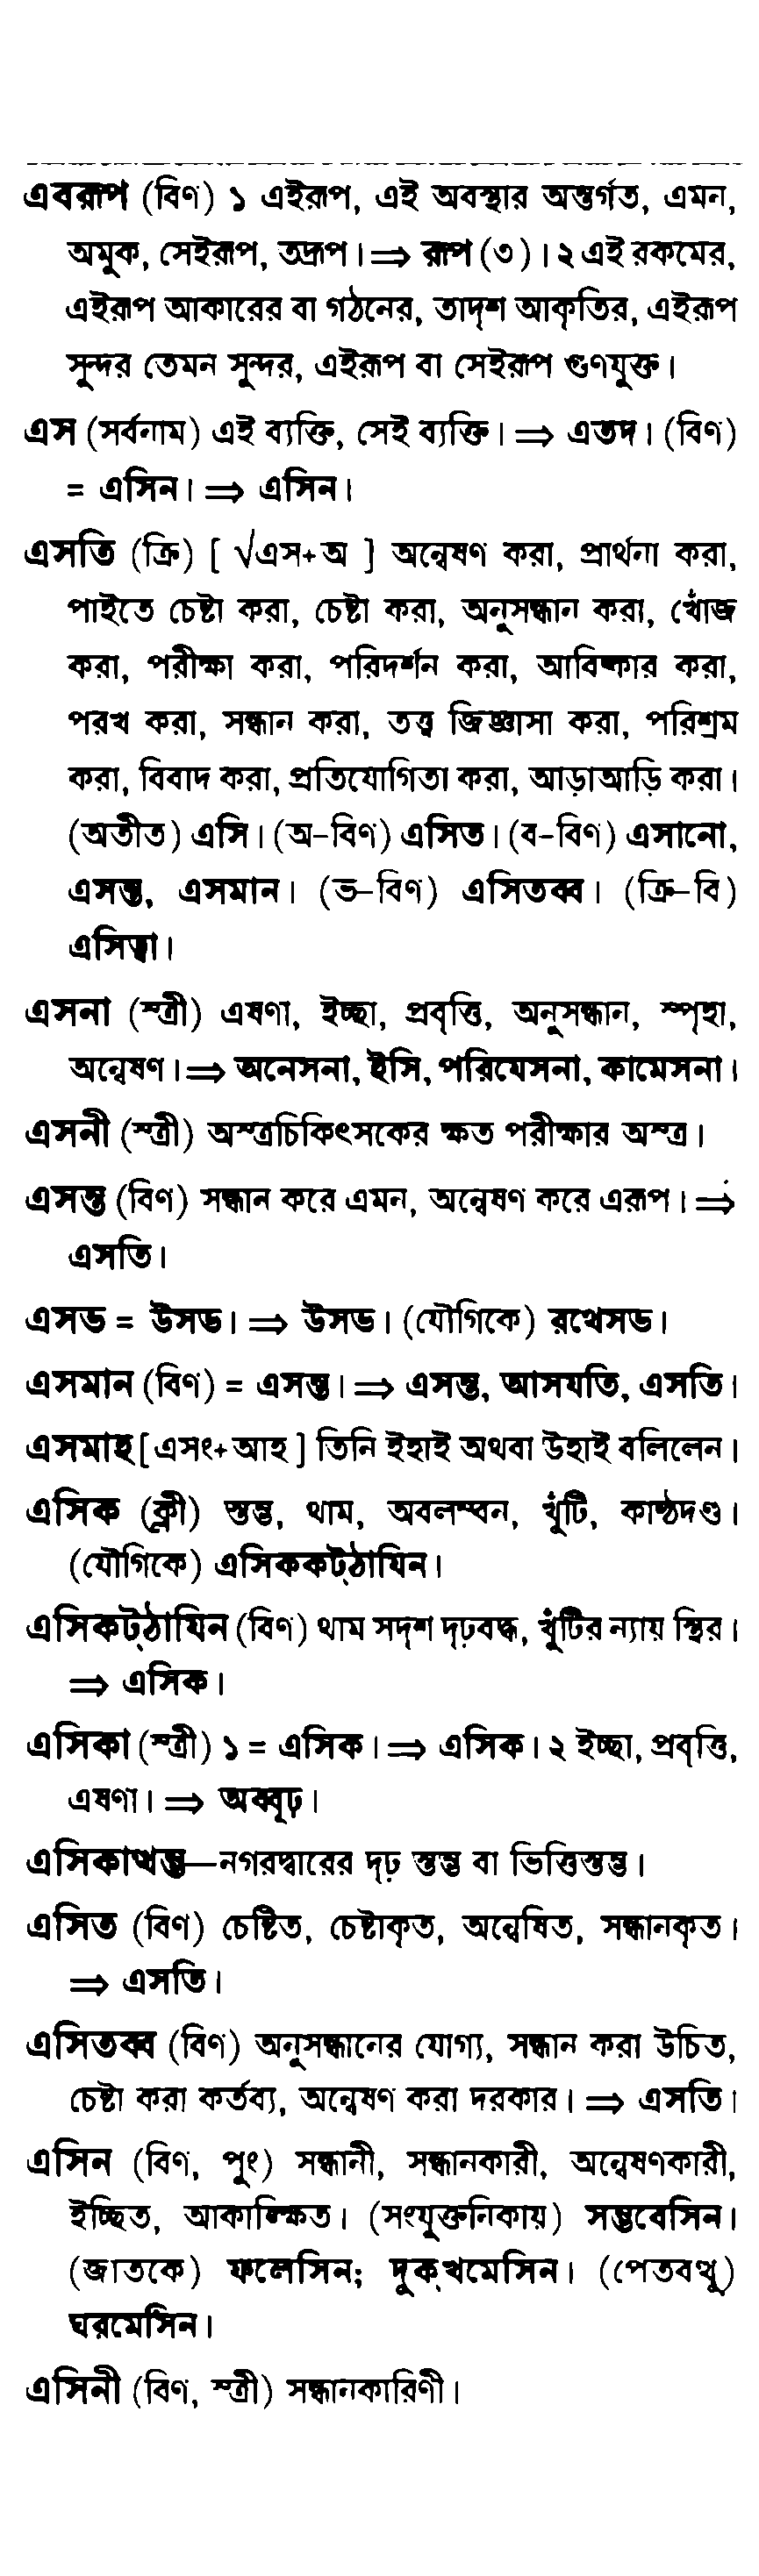 এবরূপ (বিণ) ১ এইরূপ, এই অবস্থার অন্তর্গত, এমন,
অমুক, সেইরূপ, তদ্রূপ। ⇒ রূপ (৩)। ২ এই রকমের,
এইরূপ আকারের বা গঠনের, তাদৃশ আকৃতির, এইরূপ
সুন্দর তেমন সুন্দর, এইরূপ বা সেইরূপ গুণযুক্ত।
এস (সর্বনাম) এই ব্যক্তি, সেই ব্যক্তি। ⇒ এতদ। (বিণ)
= এসিন। ⇒ এসিন।
এসতি (ক্রি) [ √এস+অ ] অন্বেষণ করা, প্রার্থনা করা,
পাইতে চেষ্টা করা, চেষ্টা করা, অনুসন্ধান করা, খোঁজ
করা, পরীক্ষা করা, পরিদর্শন করা, আবিষ্কার করা,
পরখ করা, সন্ধান করা, তত্ত্ব জিজ্ঞাসা করা, পরিশ্রম
করা, বিবাদ করা, প্রতিযোগিতা করা, আড়াআড়ি করা।
(অতীত) এসি। (অ-বিণ) এসিত। (ব-বিণ) এসানো,
এসন্ত, এসমান। (ভ-বিণ) এসিতব্ব। (ক্রি-বি)
এসিত্বা।
এসনা (স্ত্রী) এষণা, ইচ্ছা, প্রবৃত্তি, অনুসন্ধান, স্পৃহা,
অন্বেষণ। ⇒ অনেসনা, ইসি, পরিযেসনা, কামেসনা।
এসনী (স্ত্রী) অস্ত্রচিকিৎসকের ক্ষত পরীক্ষার অস্ত্র।
এসন্ত (বিণ) সন্ধান করে এমন, অন্বেষণ করে এরূপ। ⇒
এসতি।
এসভ = উসভ। ⇒ উসভ। (যৌগিকে) রথেসভ।
এসমান (বিণ) = এসন্ত। ⇒ এসন্ত, আসযতি, এসতি।
এসমাহ [এসং+আহ ] তিনি ইহাই অথবা উহাই বলিলেন।
এসিক (ক্লী) স্তম্ভ, থাম, অবলম্বন, খুঁটি, কাষ্ঠদণ্ড।
(যৌগিকে) এসিককট্‌ঠাযিন।
এসিকট্‌ঠাযিন (বিণ) থাম সদৃশ দৃঢ়বদ্ধ, খুঁটির ন্যায় স্থির।
⇒ এসিক।
এসিকা (স্ত্রী) ১ = এসিক। ⇒ এসিক। ২ ইচ্ছা, প্রবৃত্তি,
এষণা। ⇒ অব্বূঢ়।
এসিকাত্থম্ভ—নগরদ্বারের দৃঢ় স্তম্ভ বা ভিত্তিস্তম্ভ।
এসিত (বিণ) চেষ্টিত, চেষ্টাকৃত, অন্বেষিত, সন্ধানকৃত।
⇒ এসতি।
এসিতব্ব (বিণ) অনুসন্ধানের যোগ্য, সন্ধান করা উচিত,
চেষ্টা করা কর্তব্য, অন্বেষণ করা দরকার। ⇒ এসতি।
এসিন (বিণ, পুং) সন্ধানী, সন্ধানকারী, অন্বেষণকারী,
ইচ্ছিত, আকাঙ্ক্ষিত। (সংযুক্তনিকায়) সম্ভবেসিন।
(জাতকে) ফলেসিন; দুক্‌খমেসিন। (পেতবত্থু)
ঘরমেসিন।
এসিনী (বিণ, স্ত্রী) সন্ধানকারিণী।